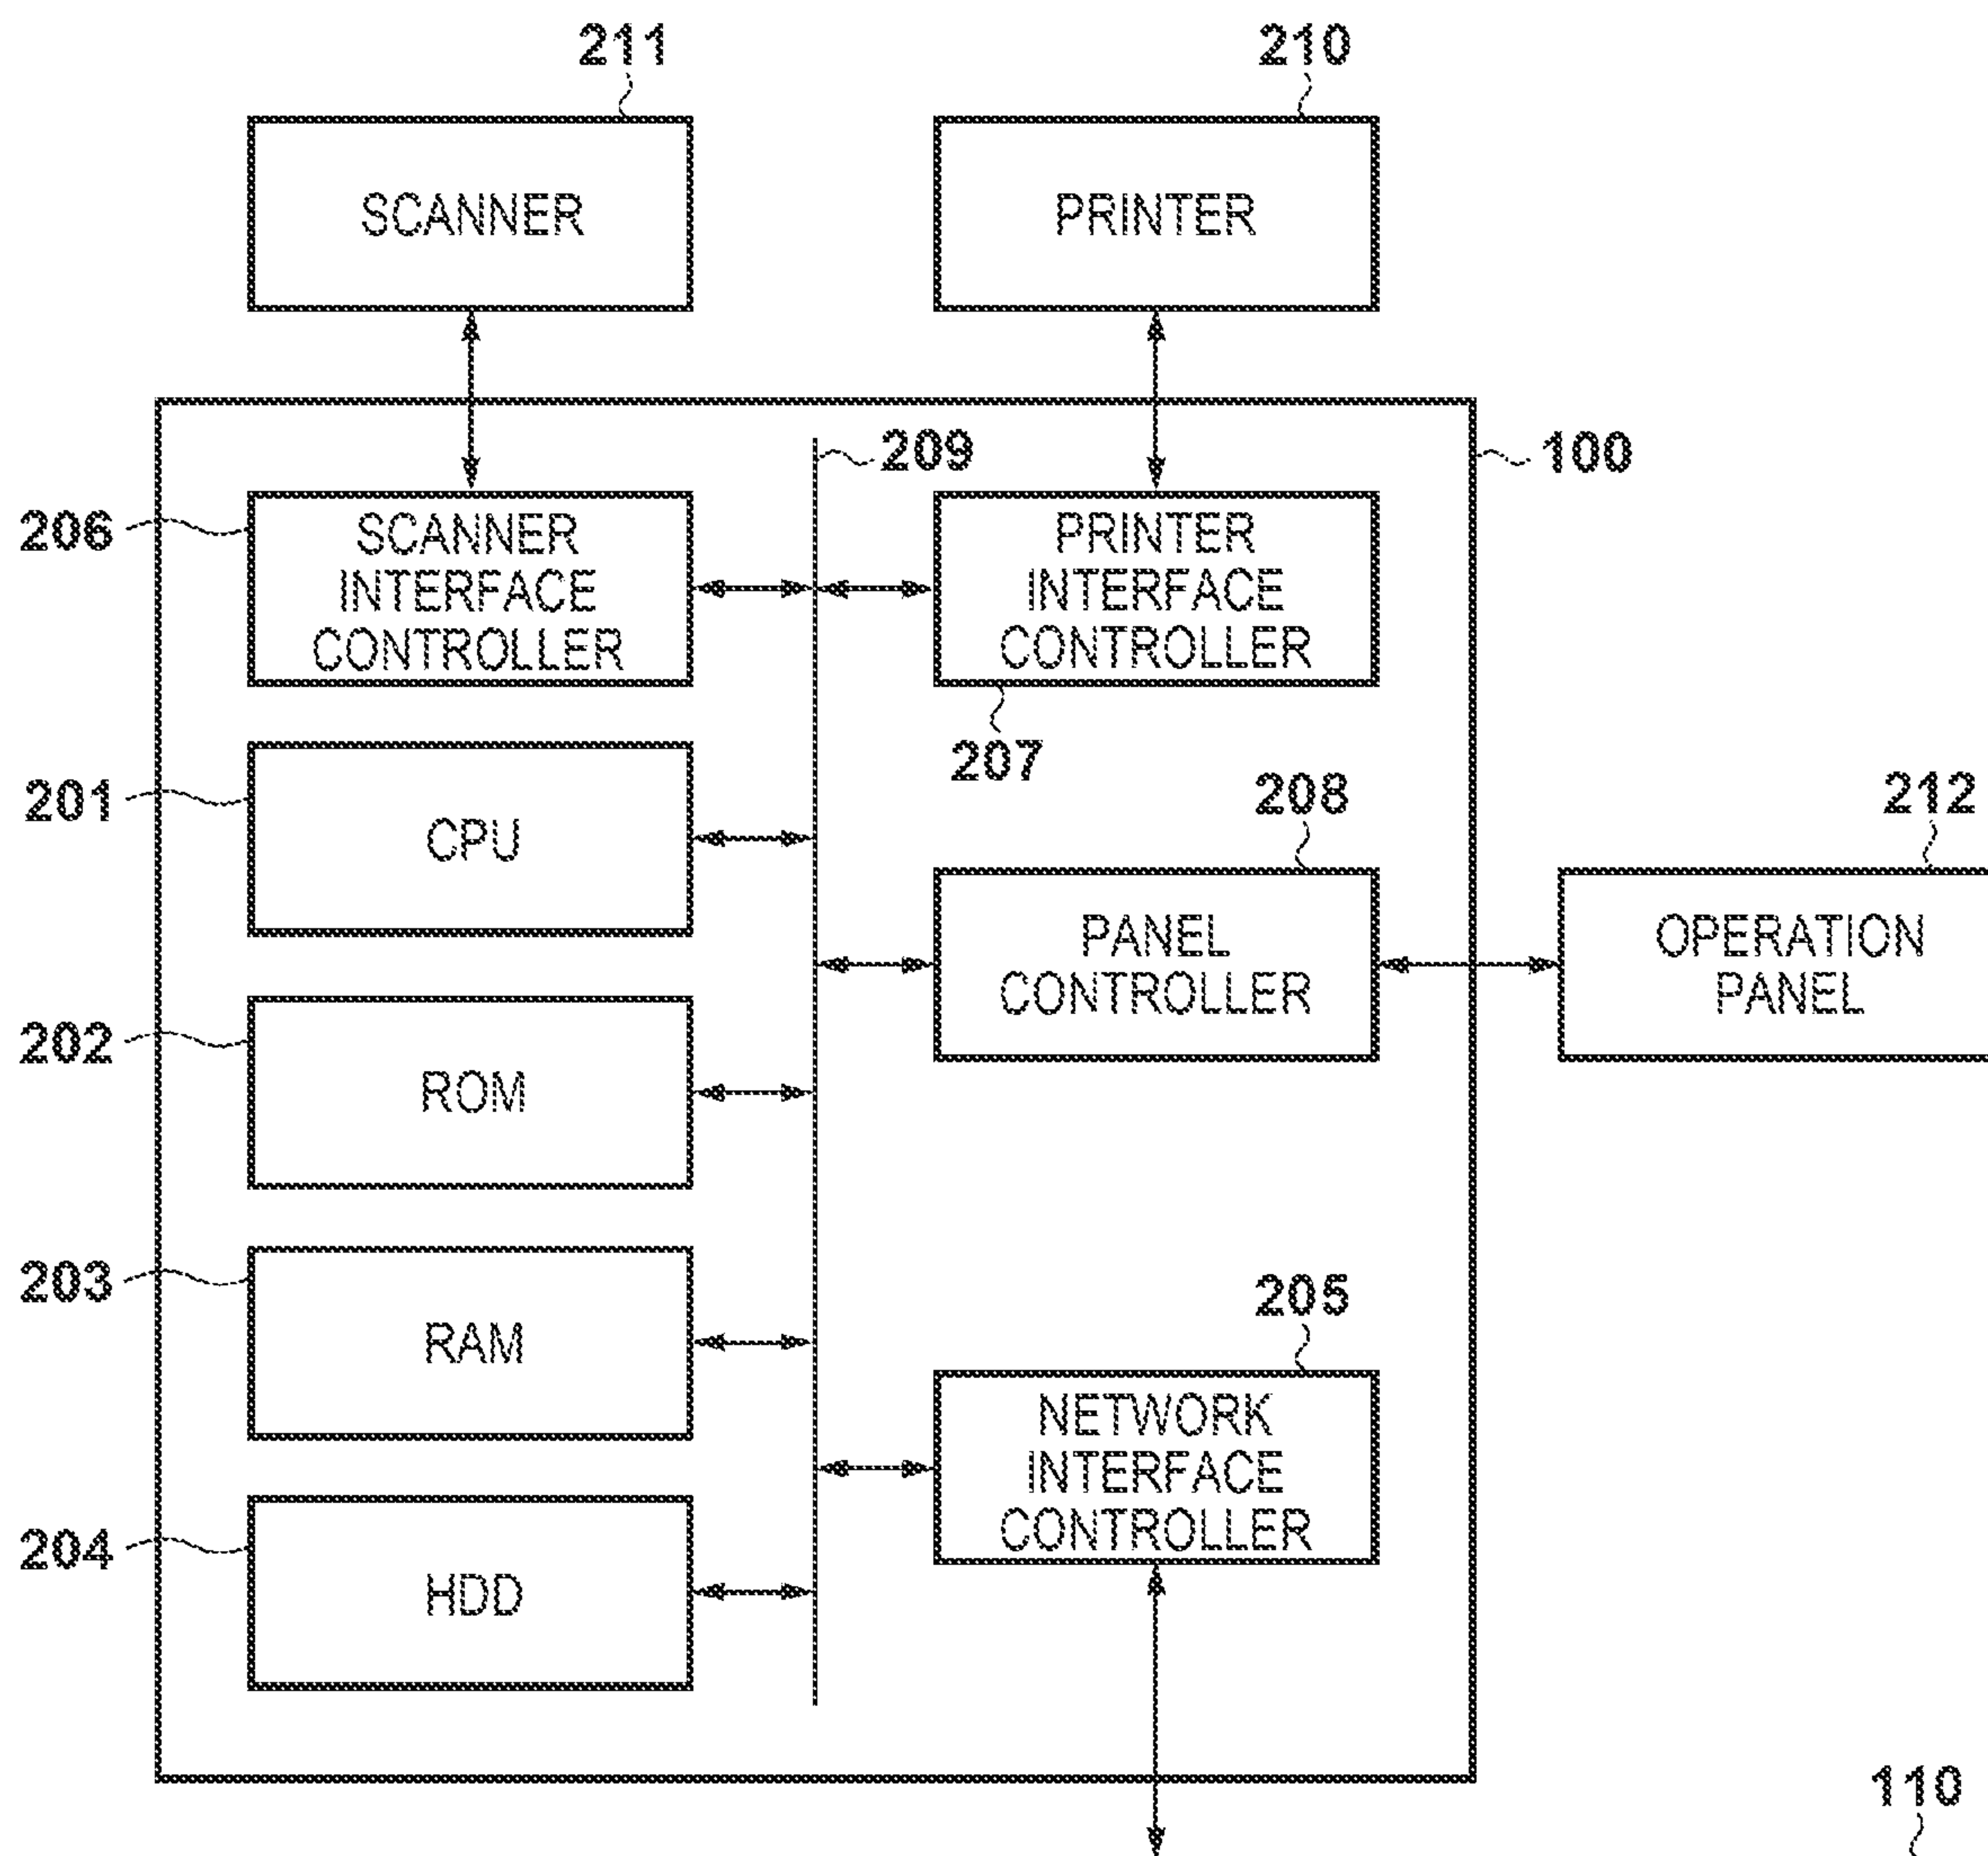 211
210
SCANNER
PRINTER
209
100
206
SCANNER
INTERFACE
CONTROLLER
PRINTER
INTERFACE
CONTROLLER
207
201
CPU
208
212
PANEL
CONTROLLER
OPERATION
PANEL
202
ROM
203
RAM
205
NETWORK
INTERFACE
CONTROLLER
204
HDD
110